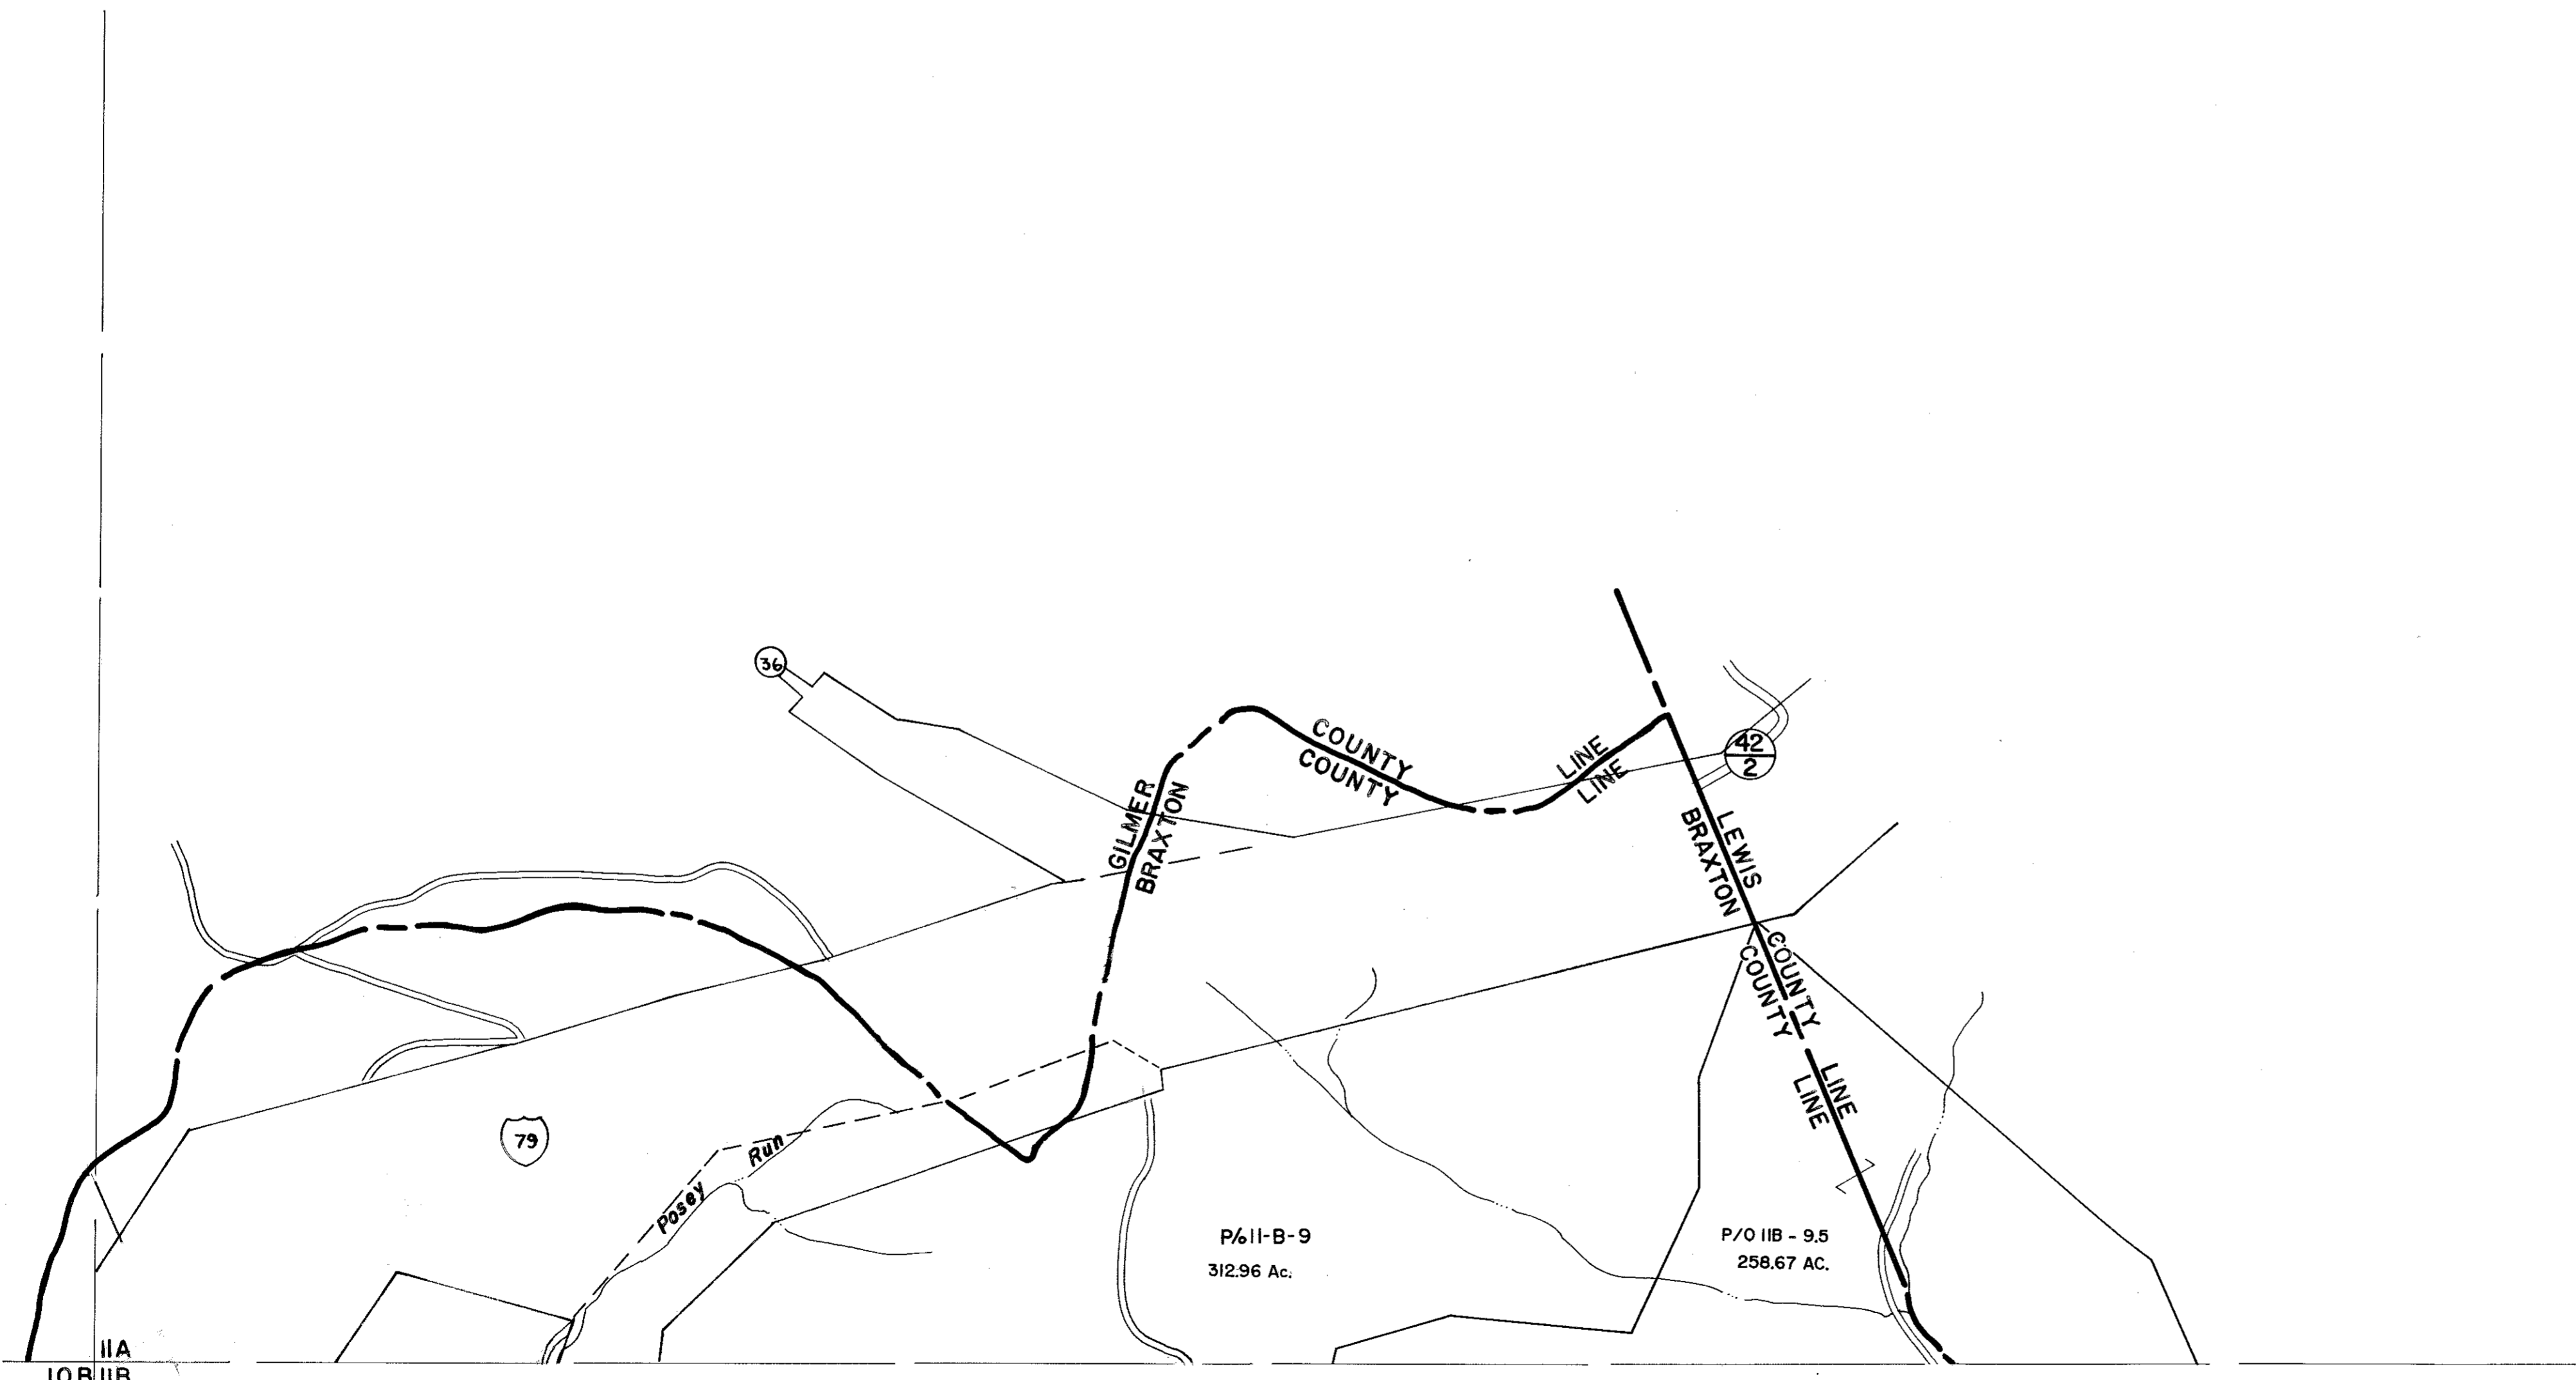 36
COUNTY LINE
COUNTY LINE
42
2
GILMER
BRAXTON
LEWIS
BRAXTON
COUNTY
COUNTY
LINE
LINE
79
Posey Run
P/o 11-B-9
312.96 Ac.
P/O 11B - 9.5
258.67 AC.
11A
10B 11B